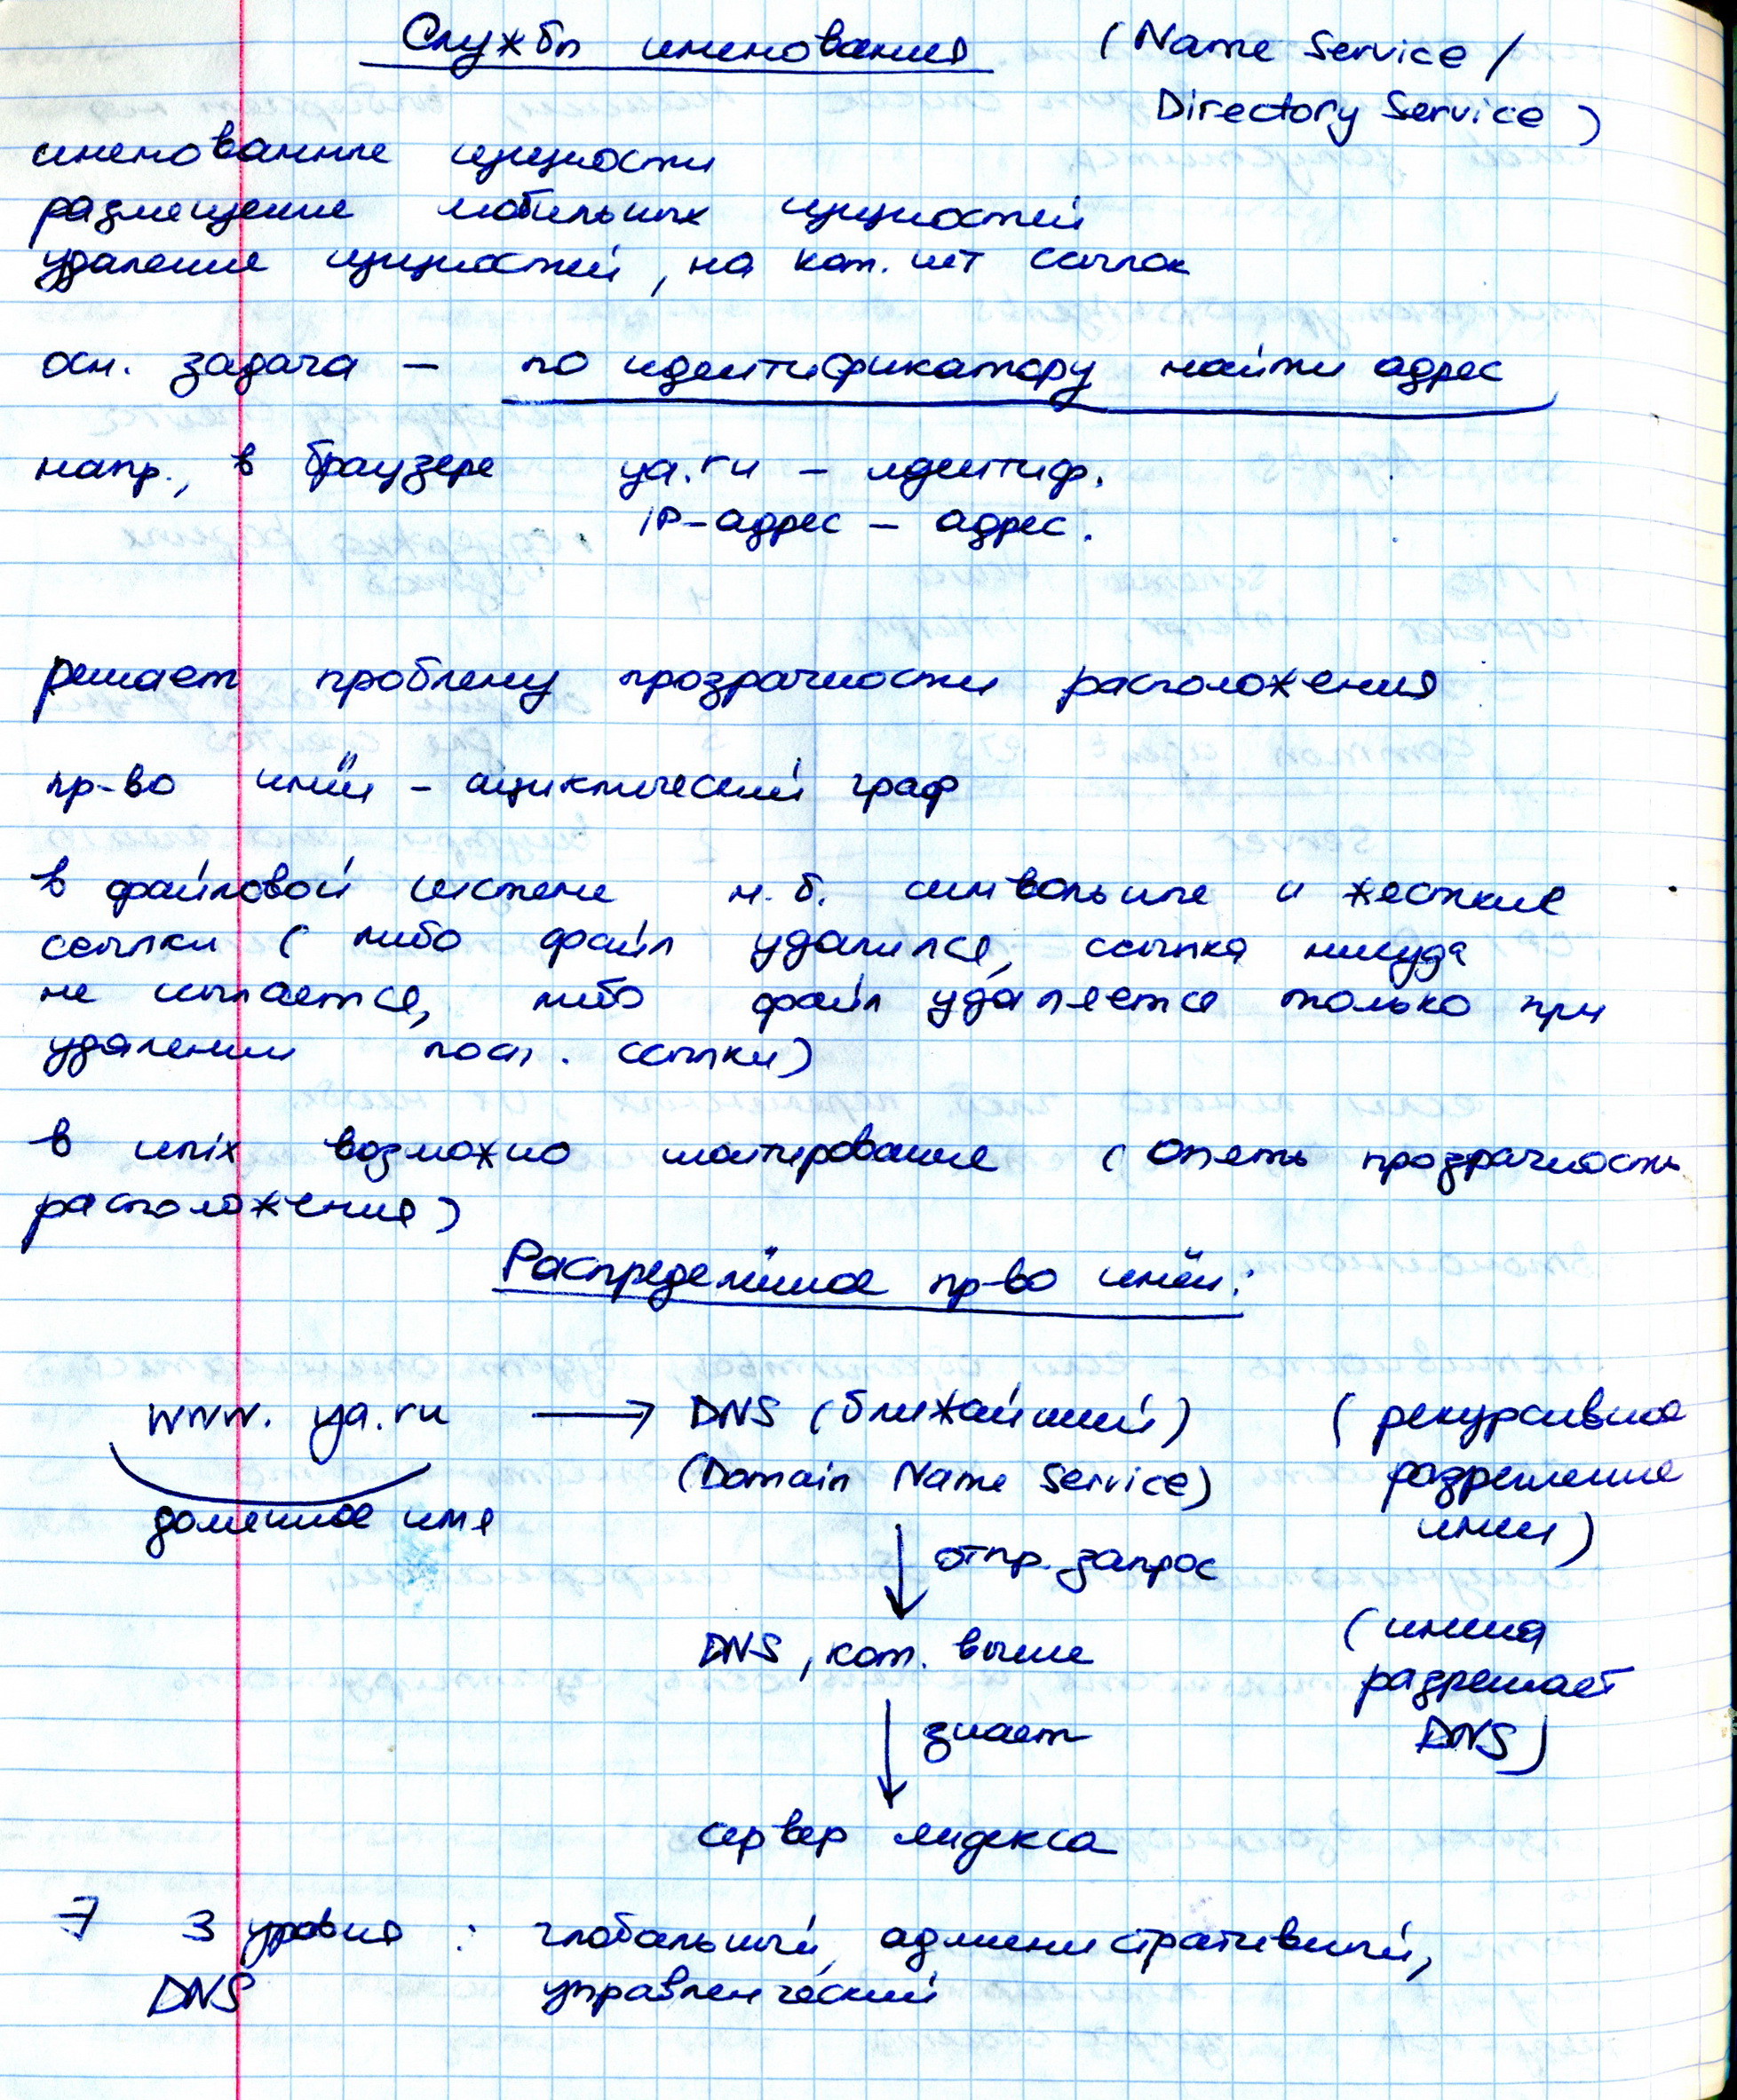 Службы именования (Name Service /
Directory Service)
именованные сущности
размещение мобильных сущностей
удаление сущностей, на кот. нет ссылок
осн. задача – по идентификатору найти адрес
напр., в браузере ya.ru – идентиф.
IP-адрес – адрес.
решает проблему прозрачности расположения
пр-во имён – ациклический граф
в файловой системе м.б. символьные и жесткие
ссылки (либо файл удалился, ссылка никуда
не ссылается, либо файл удаляется только при
удалении посл. ссылки)
в unix возможно монтирование (опять прозрачность
расположения)
Распределённое пр-во имён:
www. ya.ru → DNS (ближайший) (рекурсивное
(Domain Name Service) разрешение
доменное имя имен)
отпр. запрос
DNS, кот. выше (имена
разрешает
знает DNS)
сервер яндекса
∃ 3 уровня : глобальный, административный,
DNS управленческий